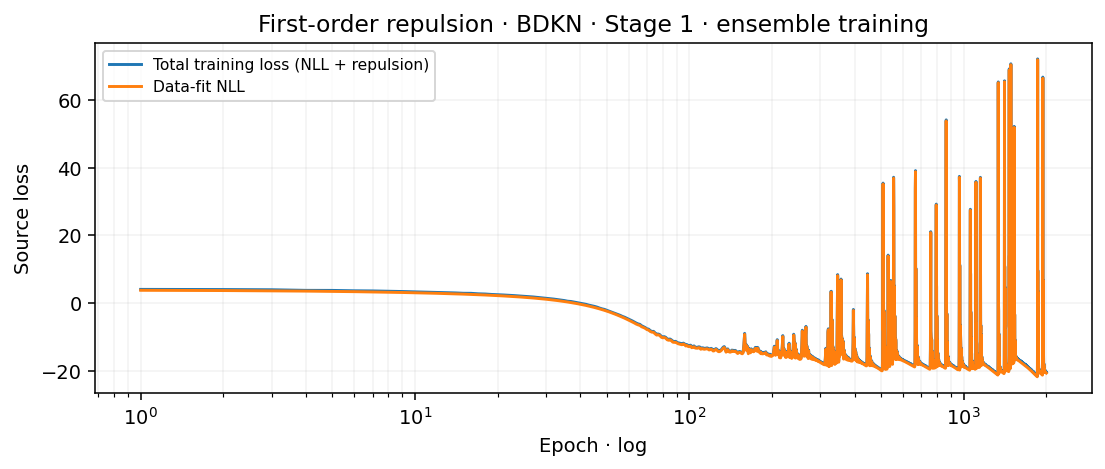 First-order repulsion · BDKN · Stage 1 · ensemble training
Total training loss (NLL + repulsion)
Data-fit NLL
Source loss
60
40
20
0
−20
10⁰
10¹
10²
10³
Epoch · log